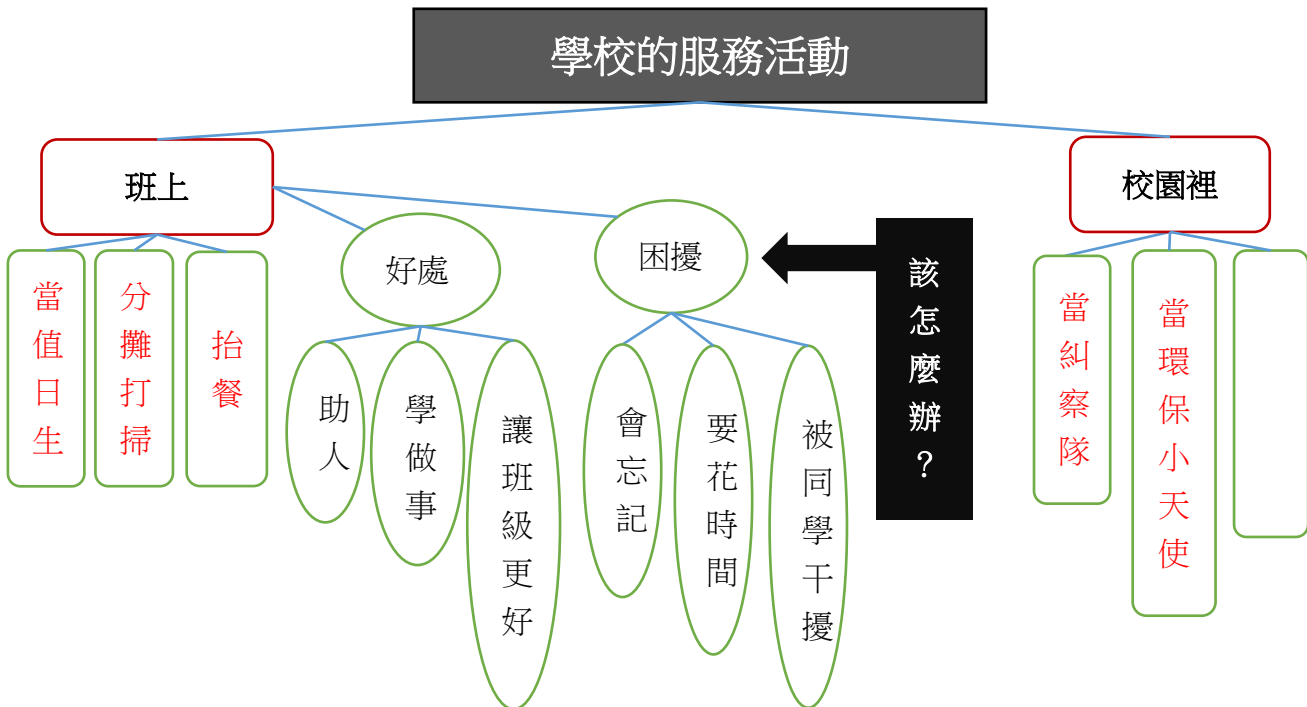 學校的服務活動
班上
校園裡
當值日生
分攤打掃
抬餐
好處
困擾
該怎麼辦？
助人
學做事
讓班級更好
會忘記
要花時間
被同學干擾
當糾察隊
當環保小天使